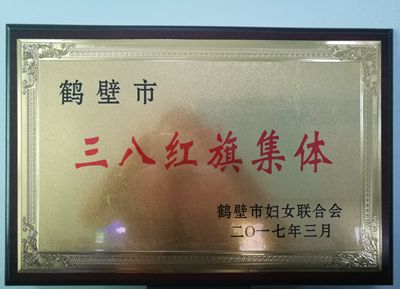 鹤壁市
三八红旗集体
鹤壁市妇女联合会
二〇一七年三月